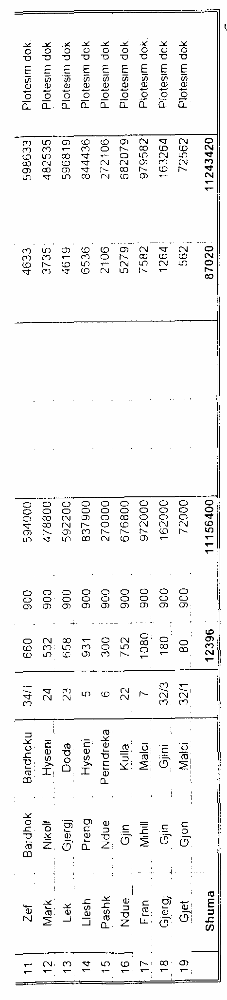 11 Zef Bardhok Bardhoku 34/1 660 900 594000 4633 598633 Plotesim dok.
12 Mark Nikoll Hyseni 24 532 900 478800 3735 482535 Plotesim dok.
13 Lek Gjergj Doda 23 658 900 592200 4619 596819 Plotesim dok
14 Llesh Preng Hyseni 5 931 900 837900 6536 844436 Plotesim dok
15 Pashk Ndue Perndreka 6 300 900 270000 2106 272106 Plotesim dok
16 Ndue Gjin Kulla 22 752 900 676800 5279 682079 Plotesim dok.
17 Fran Mihill Malci 7 1080 900 972000 7582 979582 Plotesim dok.
18 Gjergj Gjin Gjini 32/3 180 900 162000 1264 163264 Plotesim dok
19 Gjet Gjon Malci 32/1 80 900 72000 562 72562 Plotesim dok
Shuma 12396 11156400 87020 11243420